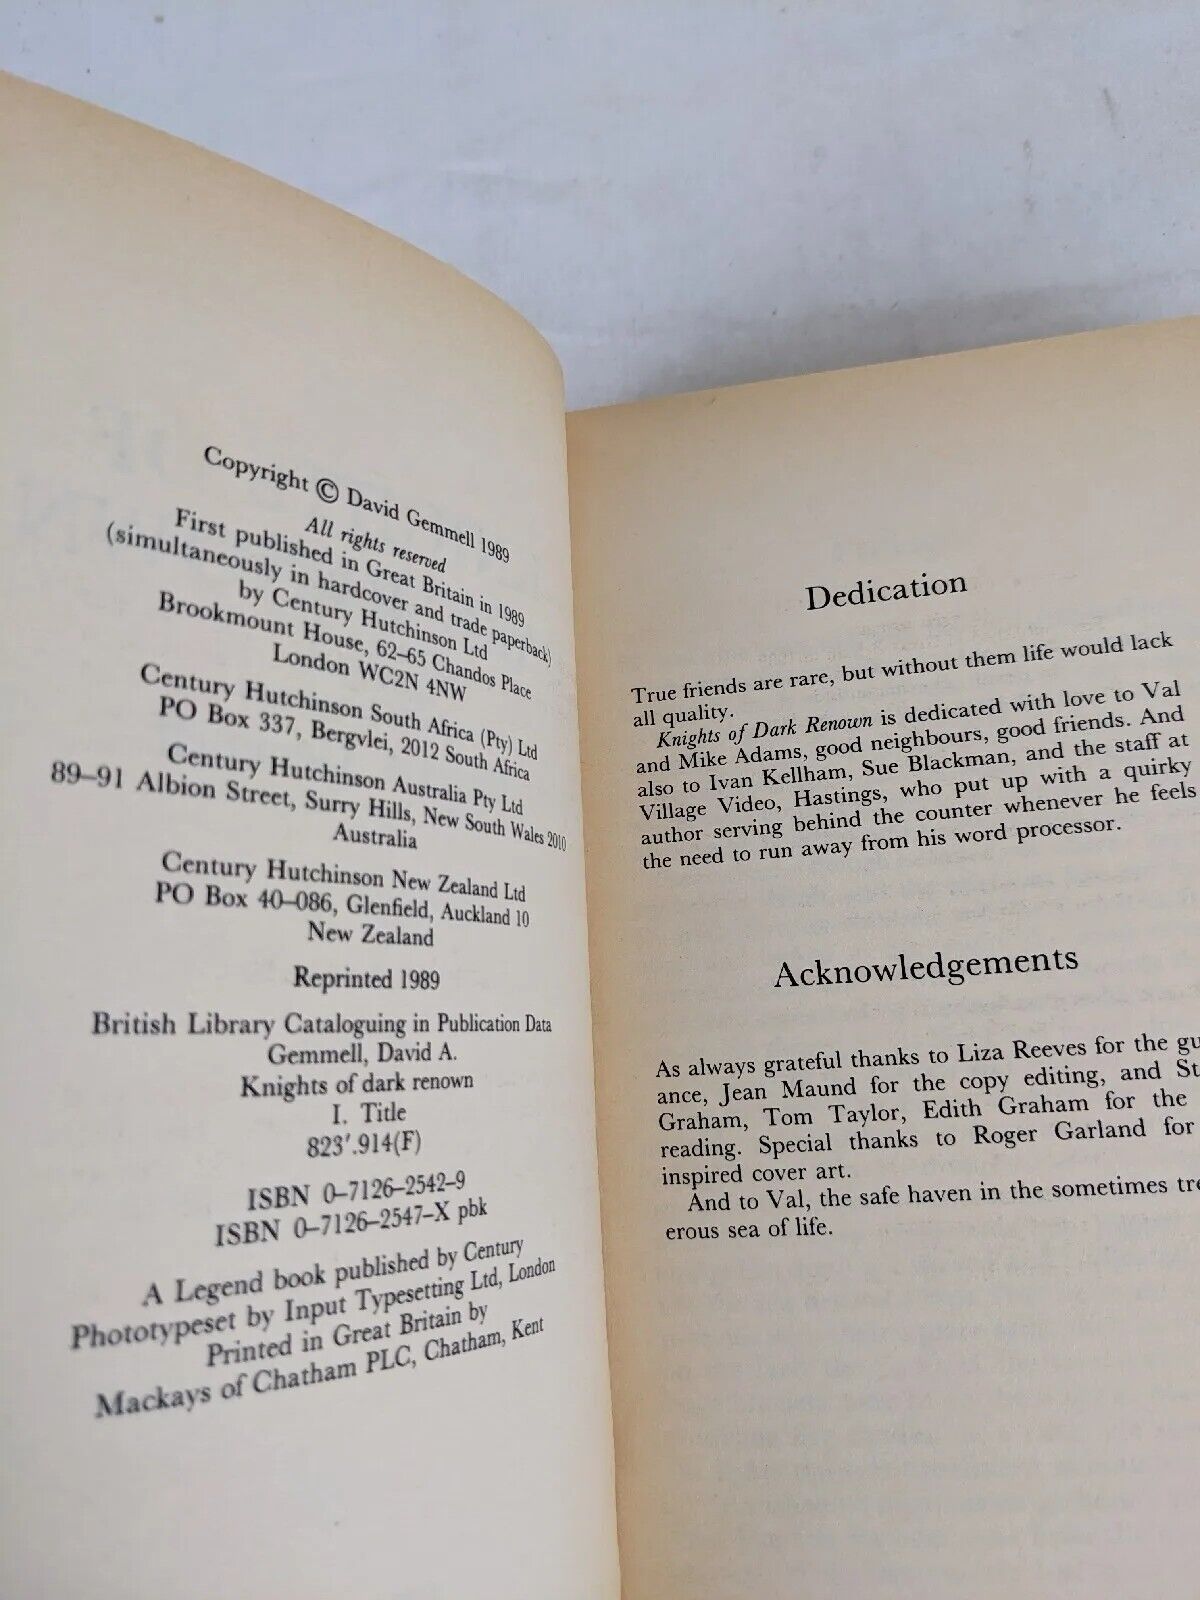 Copyright © David Gemmell 1989
All rights reserved
First published in Great Britain in 1989
(simultaneously in hardcover and trade paperback)
by Century Hutchinson Ltd
Brookmount House, 62–65 Chandos Place
London WC2N 4NW
Century Hutchinson South Africa (Pty) Ltd
PO Box 337, Bergvlei, 2012 South Africa
Century Hutchinson Australia Pty Ltd
89–91 Albion Street, Surry Hills, New South Wales 2010
Australia
Century Hutchinson New Zealand Ltd
PO Box 40–086, Glenfield, Auckland 10
New Zealand
Reprinted 1989
British Library Cataloguing in Publication Data
Gemmell, David A.
Knights of dark renown
I. Title
823′.914(F)
ISBN 0–7126–2542–9
ISBN 0–7126–2547–X pbk
A Legend book published by Century
Phototypeset by Input Typesetting Ltd, London
Printed in Great Britain by
Mackays of Chatham PLC, Chatham, Kent
Dedication
True friends are rare, but without them life would lack
all quality.
Knights of Dark Renown is dedicated with love to Val
and Mike Adams, good neighbours, good friends. And
also to Ivan Kellham, Sue Blackman, and the staff at
Village Video, Hastings, who put up with a quirky
author serving behind the counter whenever he feels
the need to run away from his word processor.
Acknowledgements
As always grateful thanks to Liza Reeves for the gu
ance, Jean Maund for the copy editing, and St
Graham, Tom Taylor, Edith Graham for the
reading. Special thanks to Roger Garland for
inspired cover art.
And to Val, the safe haven in the sometimes tre
erous sea of life.